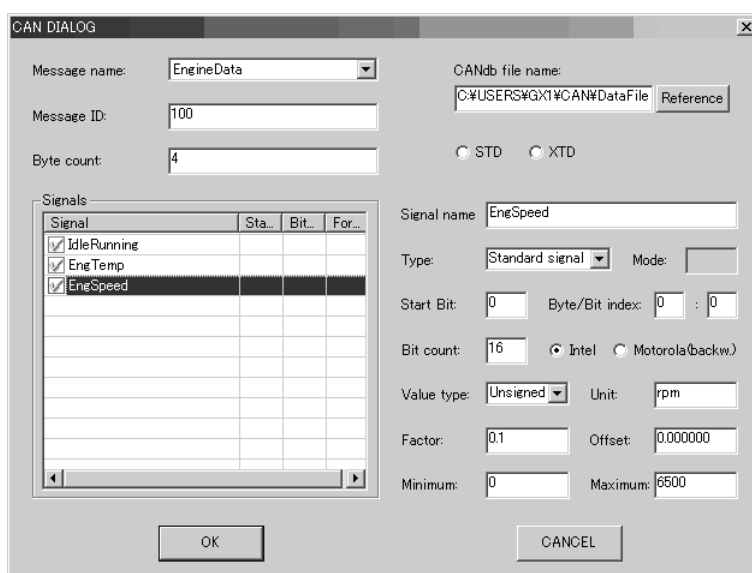 CAN DIALOG
Message name: EngineData
Message ID: 100
Byte count: 4
CANdb file name:
C:¥USERS¥GX1¥CAN¥DataFile Reference
STD XTD
Signals
Signal Sta... Bit... For...
IdleRunning
EngTemp
EngSpeed
Signal name EngSpeed
Type: Standard signal Mode:
Start Bit: 0 Byte/Bit index: 0 : 0
Bit count: 16 Intel Motorola(backw.)
Value type: Unsigned Unit: rpm
Factor: 0.1 Offset: 0.000000
Minimum: 0 Maximum: 6500
OK CANCEL